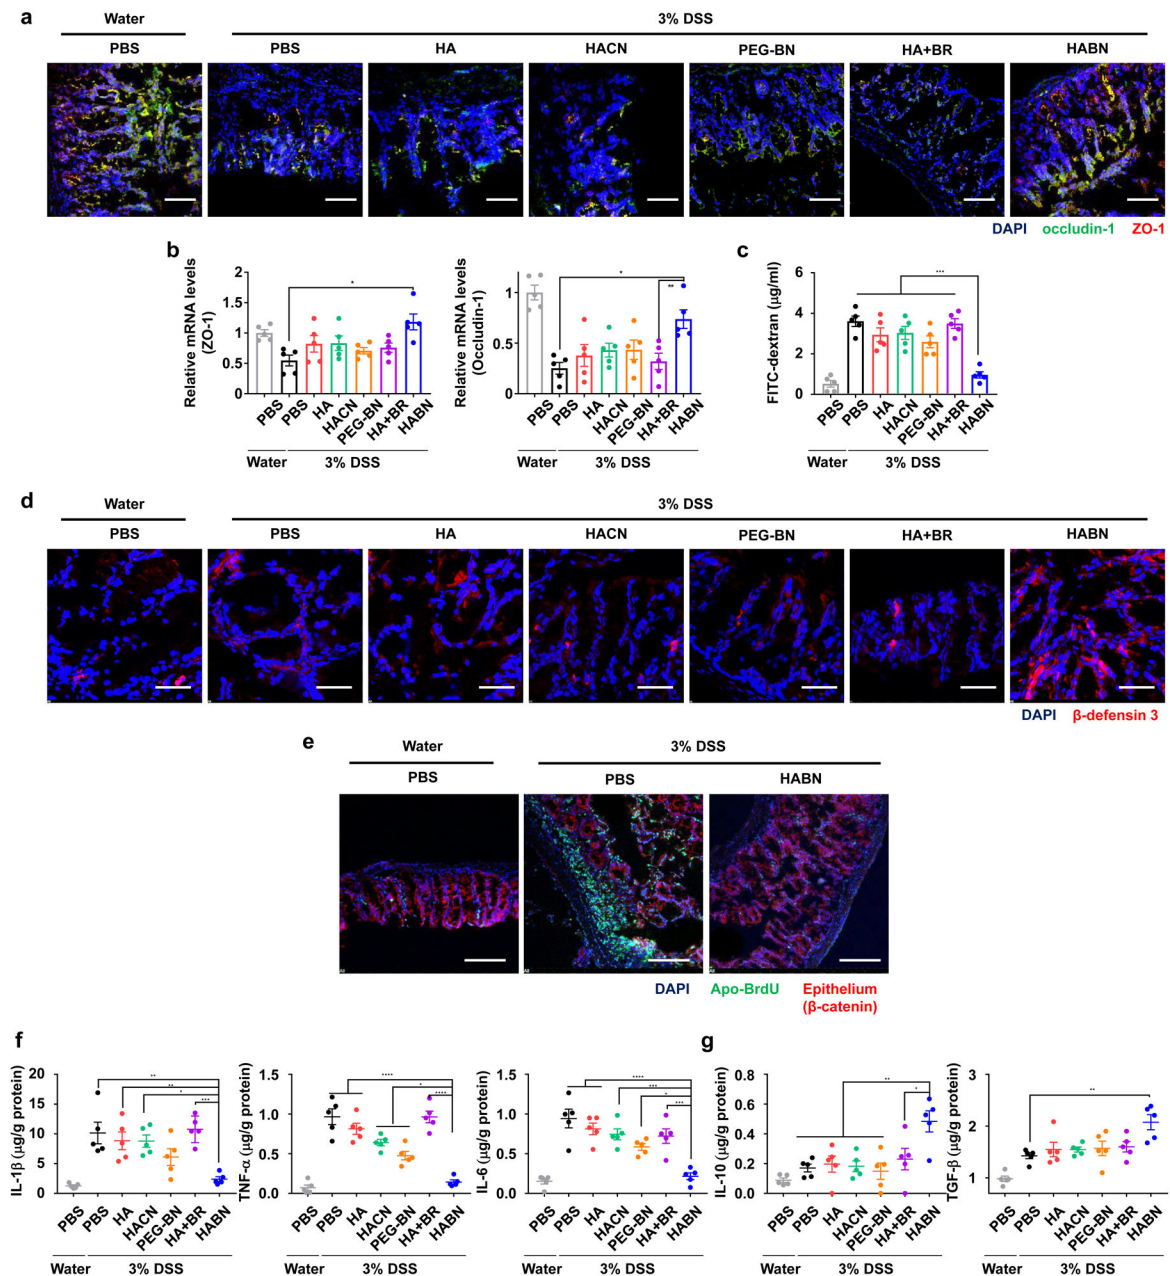 a
Water
3% DSS
PBS PBS HA HACN PEG-BN HA+BR HABN
DAPI occludin-1 ZO-1
b
Relative mRNA levels
(ZO-1)
2
1.5
1
0.5
0
*
PBS PBS HA HACN PEG-BN HA+BR HABN
Water 3% DSS
Relative mRNA levels
(Occludin-1)
1
0.5
0
*
**
PBS PBS HA HACN PEG-BN HA+BR HABN
Water 3% DSS
c
FITC-dextran (µg/ml)
6
4
2
0
***
PBS PBS HA HACN PEG-BN HA+BR HABN
Water 3% DSS
d
Water
3% DSS
PBS PBS HA HACN PEG-BN HA+BR HABN
DAPI β-defensin 3
e
Water
3% DSS
PBS PBS HABN
DAPI Apo-BrdU Epithelium
(β-catenin)
f
IL-1β (µg/g protein)
20
15
10
5
0
**
**
*
***
PBS PBS HA HACN PEG-BN HA+BR HABN
Water 3% DSS
TNF-α (µg/g protein)
1.5
1.0
0.5
0.0
****
*
****
PBS PBS HA HACN PEG-BN HA+BR HABN
Water 3% DSS
IL-6 (µg/g protein)
1.5
1.0
0.5
0.0
****
***
*
***
PBS PBS HA HACN PEG-BN HA+BR HABN
Water 3% DSS
g
IL-10 (µg/g protein)
0.8
0.6
0.4
0.20
0.0
**
*
PBS PBS HA HACN PEG-BN HA+BR HABN
Water 3% DSS
TGF-β (µg/g protein)
3
2
1
**
PBS PBS HA HACN PEG-BN HA+BR HABN
Water 3% DSS